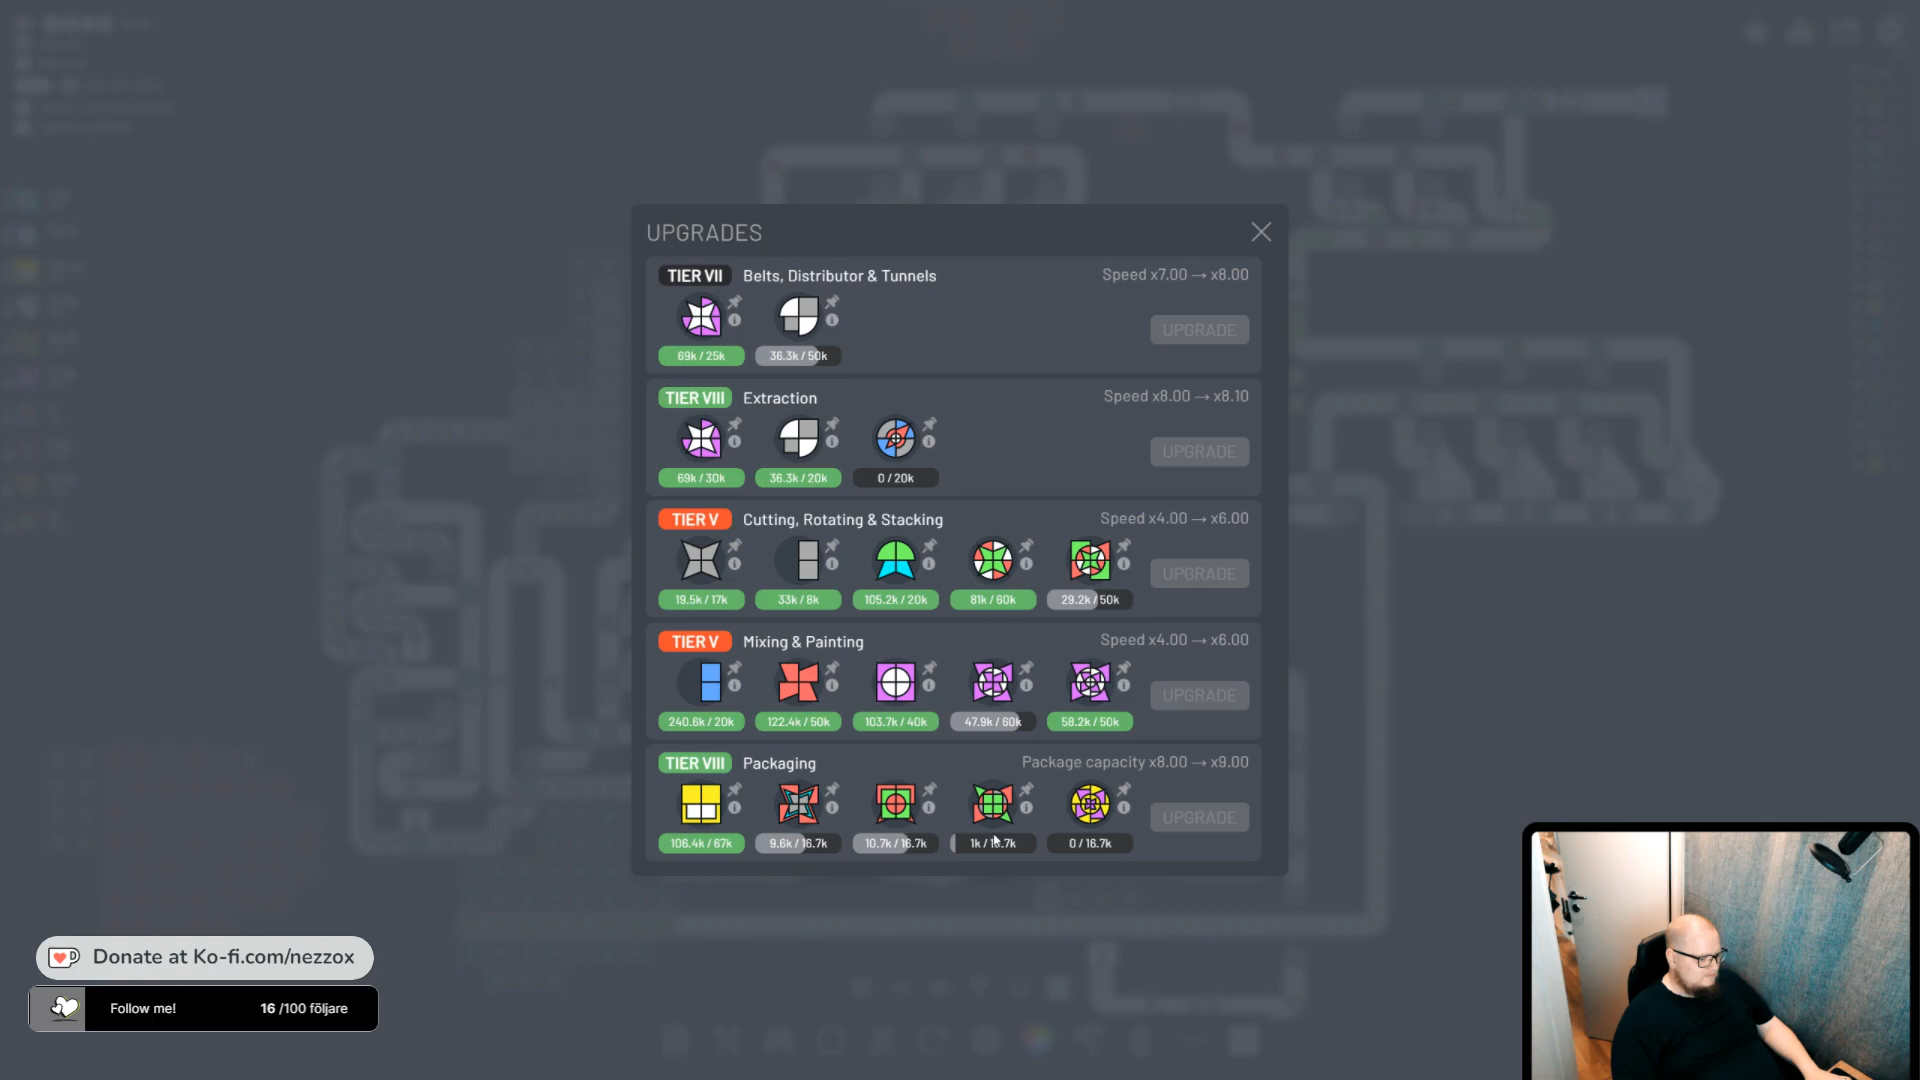 UPGRADES
TIER VII Belts, Distributor & Tunnels Speed x7.00 → x8.00
UPGRADE
69k / 25k 36.3k / 50k
TIER VIII Extraction Speed x8.00 → x8.10
UPGRADE
69k / 30k 36.3k / 20k 0 / 20k
TIER V Cutting, Rotating & Stacking Speed x4.00 → x6.00
UPGRADE
19.5k / 17k 33k / 8k 105.2k / 20k 81k / 60k 29.2k / 50k
TIER V Mixing & Painting Speed x4.00 → x6.00
UPGRADE
240.6k / 20k 122.4k / 50k 103.7k / 40k 47.9k / 60k 58.2k / 50k
TIER VIII Packaging Package capacity x8.00 → x9.00
UPGRADE
106.4k / 67k 9.6k / 16.7k 10.7k / 16.7k 1k / 16.7k 0 / 16.7k
Donate at Ko-fi.com/nezzox
Follow me! 16 /100 följare